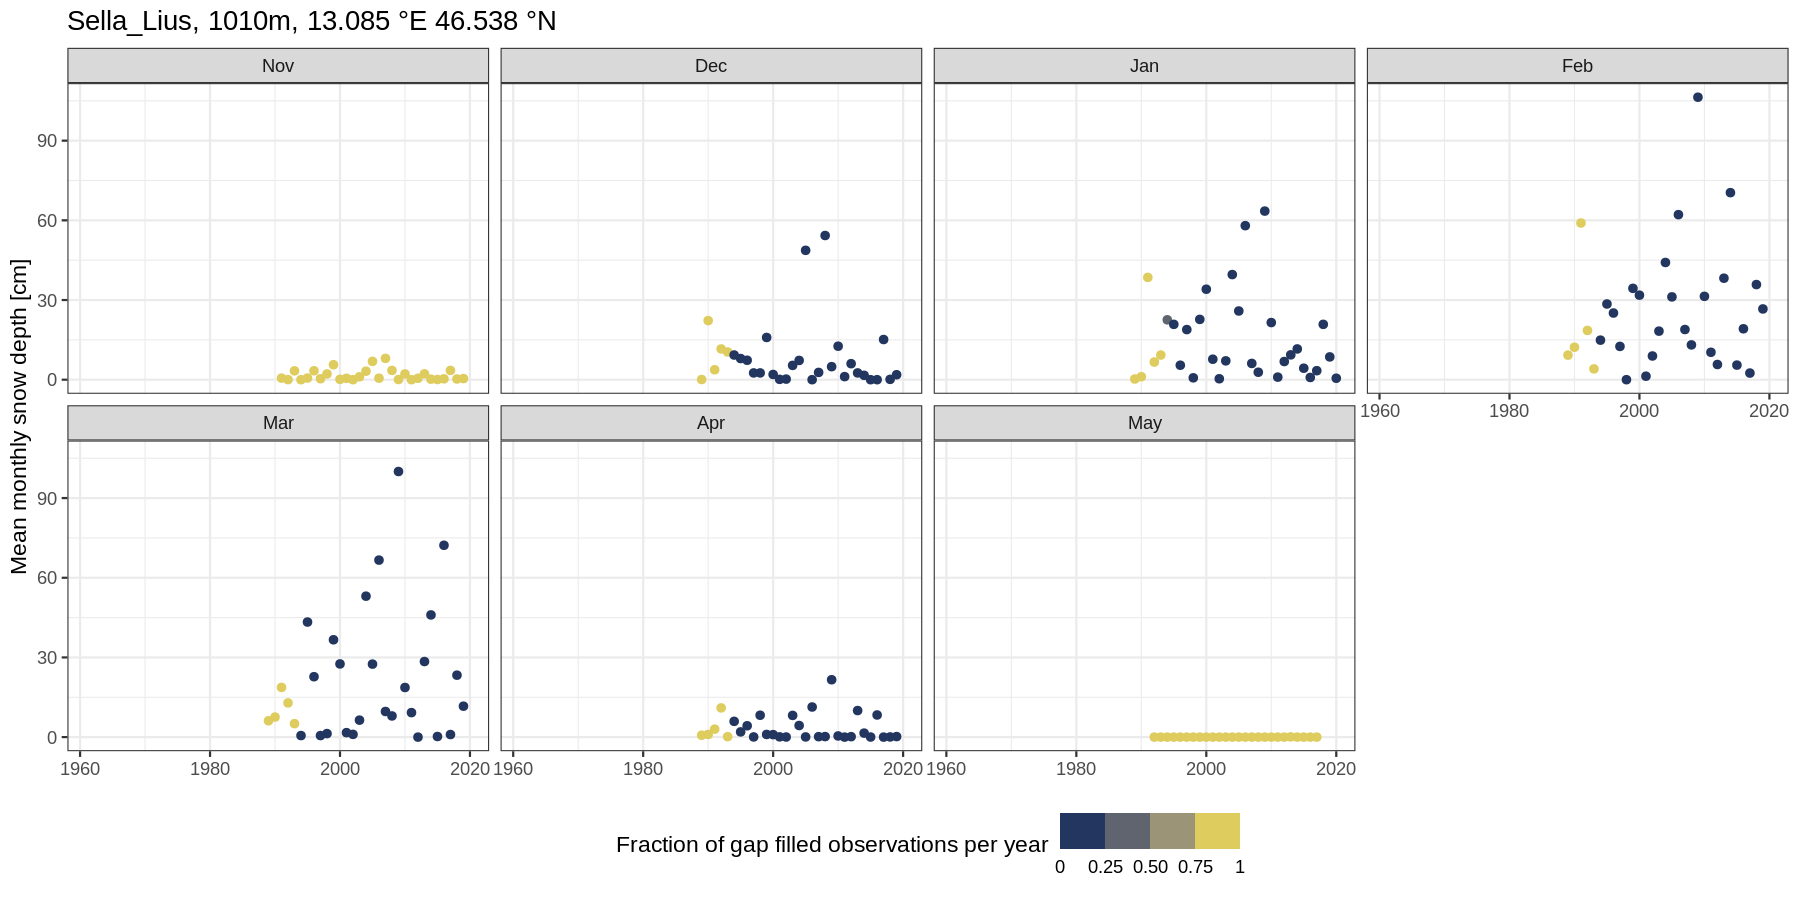 Sella_Lius, 1010m, 13.085 °E 46.538 °N
Nov Dec Jan Feb
90
60
30
0
1960 1980 2000 2020
Mean monthly snow depth [cm]
Mar Apr May
90
60
30
0
1960 1980 2000 2020 1960 1980 2000 2020 1960 1980 2000 2020
Fraction of gap filled observations per year
0 0.25 0.50 0.75 1